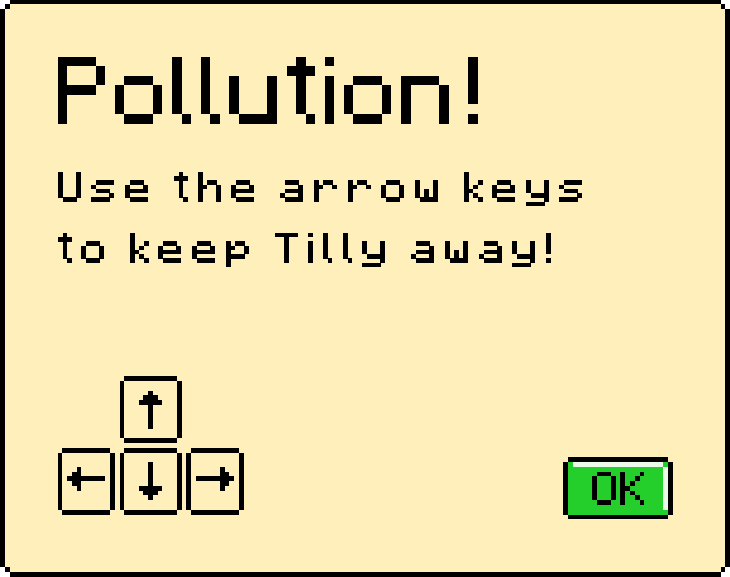 Pollution!
Use the arrow keys
to keep Tilly away!
↑
← ↓ →
OK